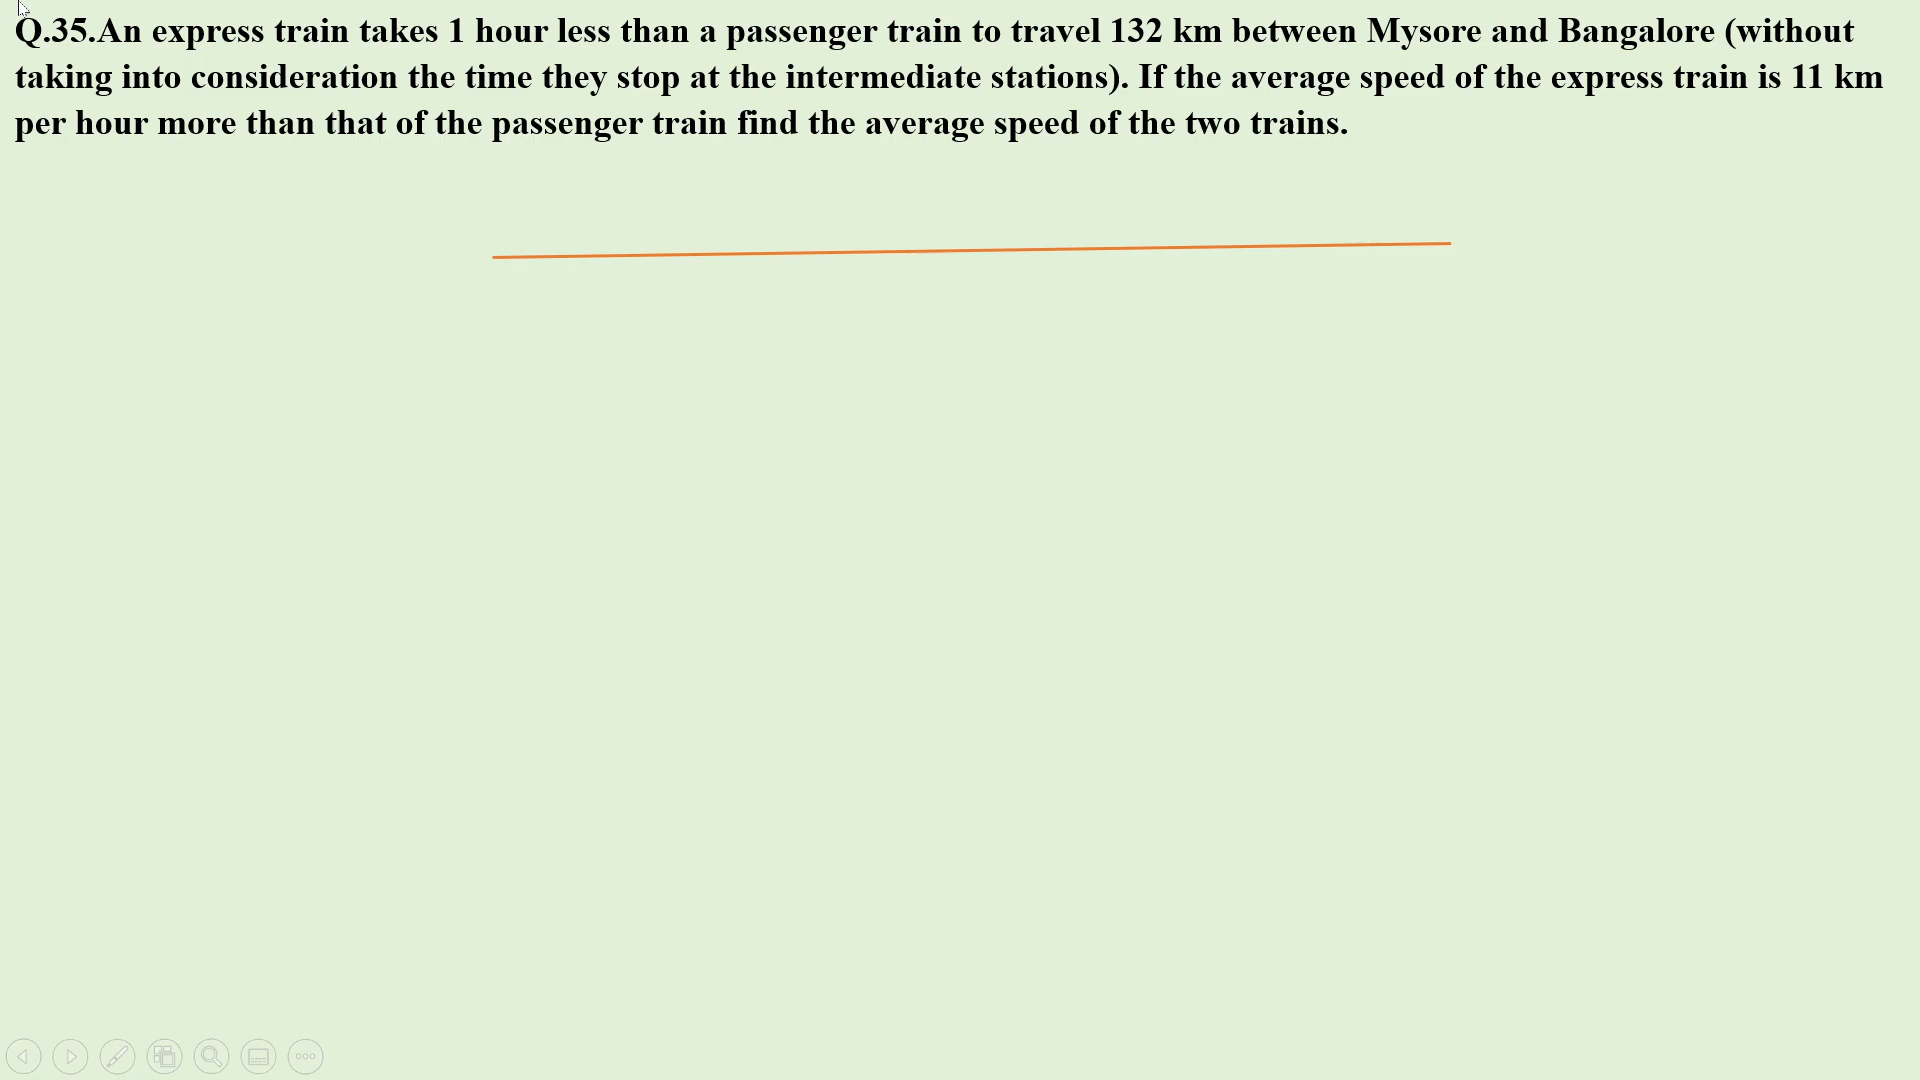 Q.35.An express train takes 1 hour less than a passenger train to travel 132 km between Mysore and Bangalore (without
taking into consideration the time they stop at the intermediate stations). If the average speed of the express train is 11 km
per hour more than that of the passenger train find the average speed of the two trains.